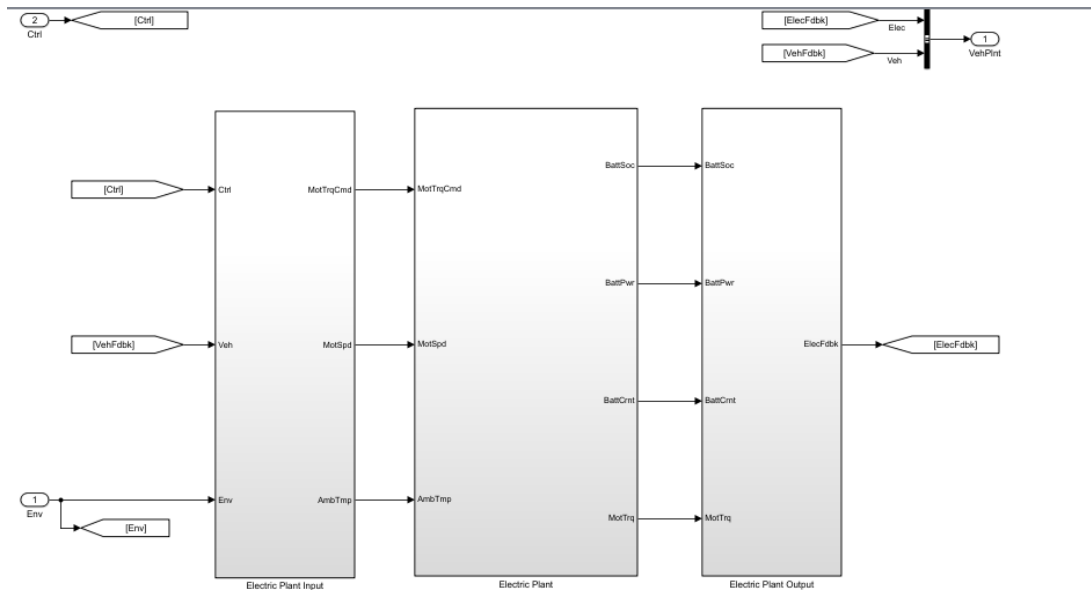 2
[Ctrl]
Ctrl
[ElecFdbk]
Elec
[VehFdbk]
Veh
1
VehPlnt
[Ctrl]
Ctrl
MotTrqCmd
MotTrqCmd
BattSoc
BattSoc
BattPwr
BattPwr
[VehFdbk]
Veh
MotSpd
MotSpd
ElecFdbk
[ElecFdbk]
BattCrnt
BattCrnt
1
Env
Env
AmbTmp
AmbTmp
[Env]
MotTrq
MotTrq
Electric Plant Input
Electric Plant
Electric Plant Output